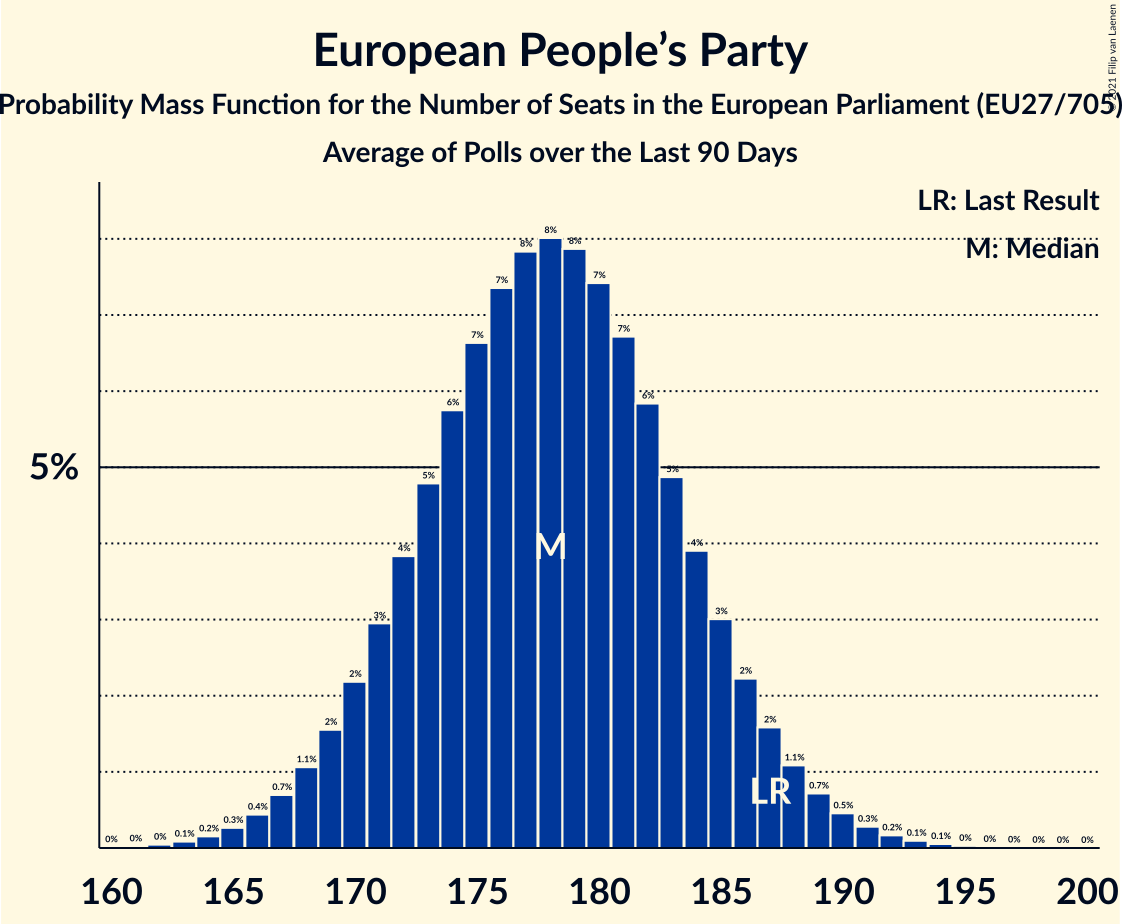 European People's Party
Probability Mass Function for the Number of Seats in the European Parliament (EU27/705)
Average of Polls over the Last 90 Days
© 2021 Filip van Laenen
LR: Last Result
M: Median
5%
0% 0% 0% 0.1% 0.2% 0.3% 0.4% 0.7% 1.1% 2% 2% 3% 4% 5% 6% 7% 7% 8% 8% 8% 7% 7% 6% 5% 4% 3% 2% 2% 1.1% 0.7% 0.5% 0.3% 0.2% 0.1% 0.1% 0% 0% 0% 0% 0% 0%
M
LR
160 165 170 175 180 185 190 195 200